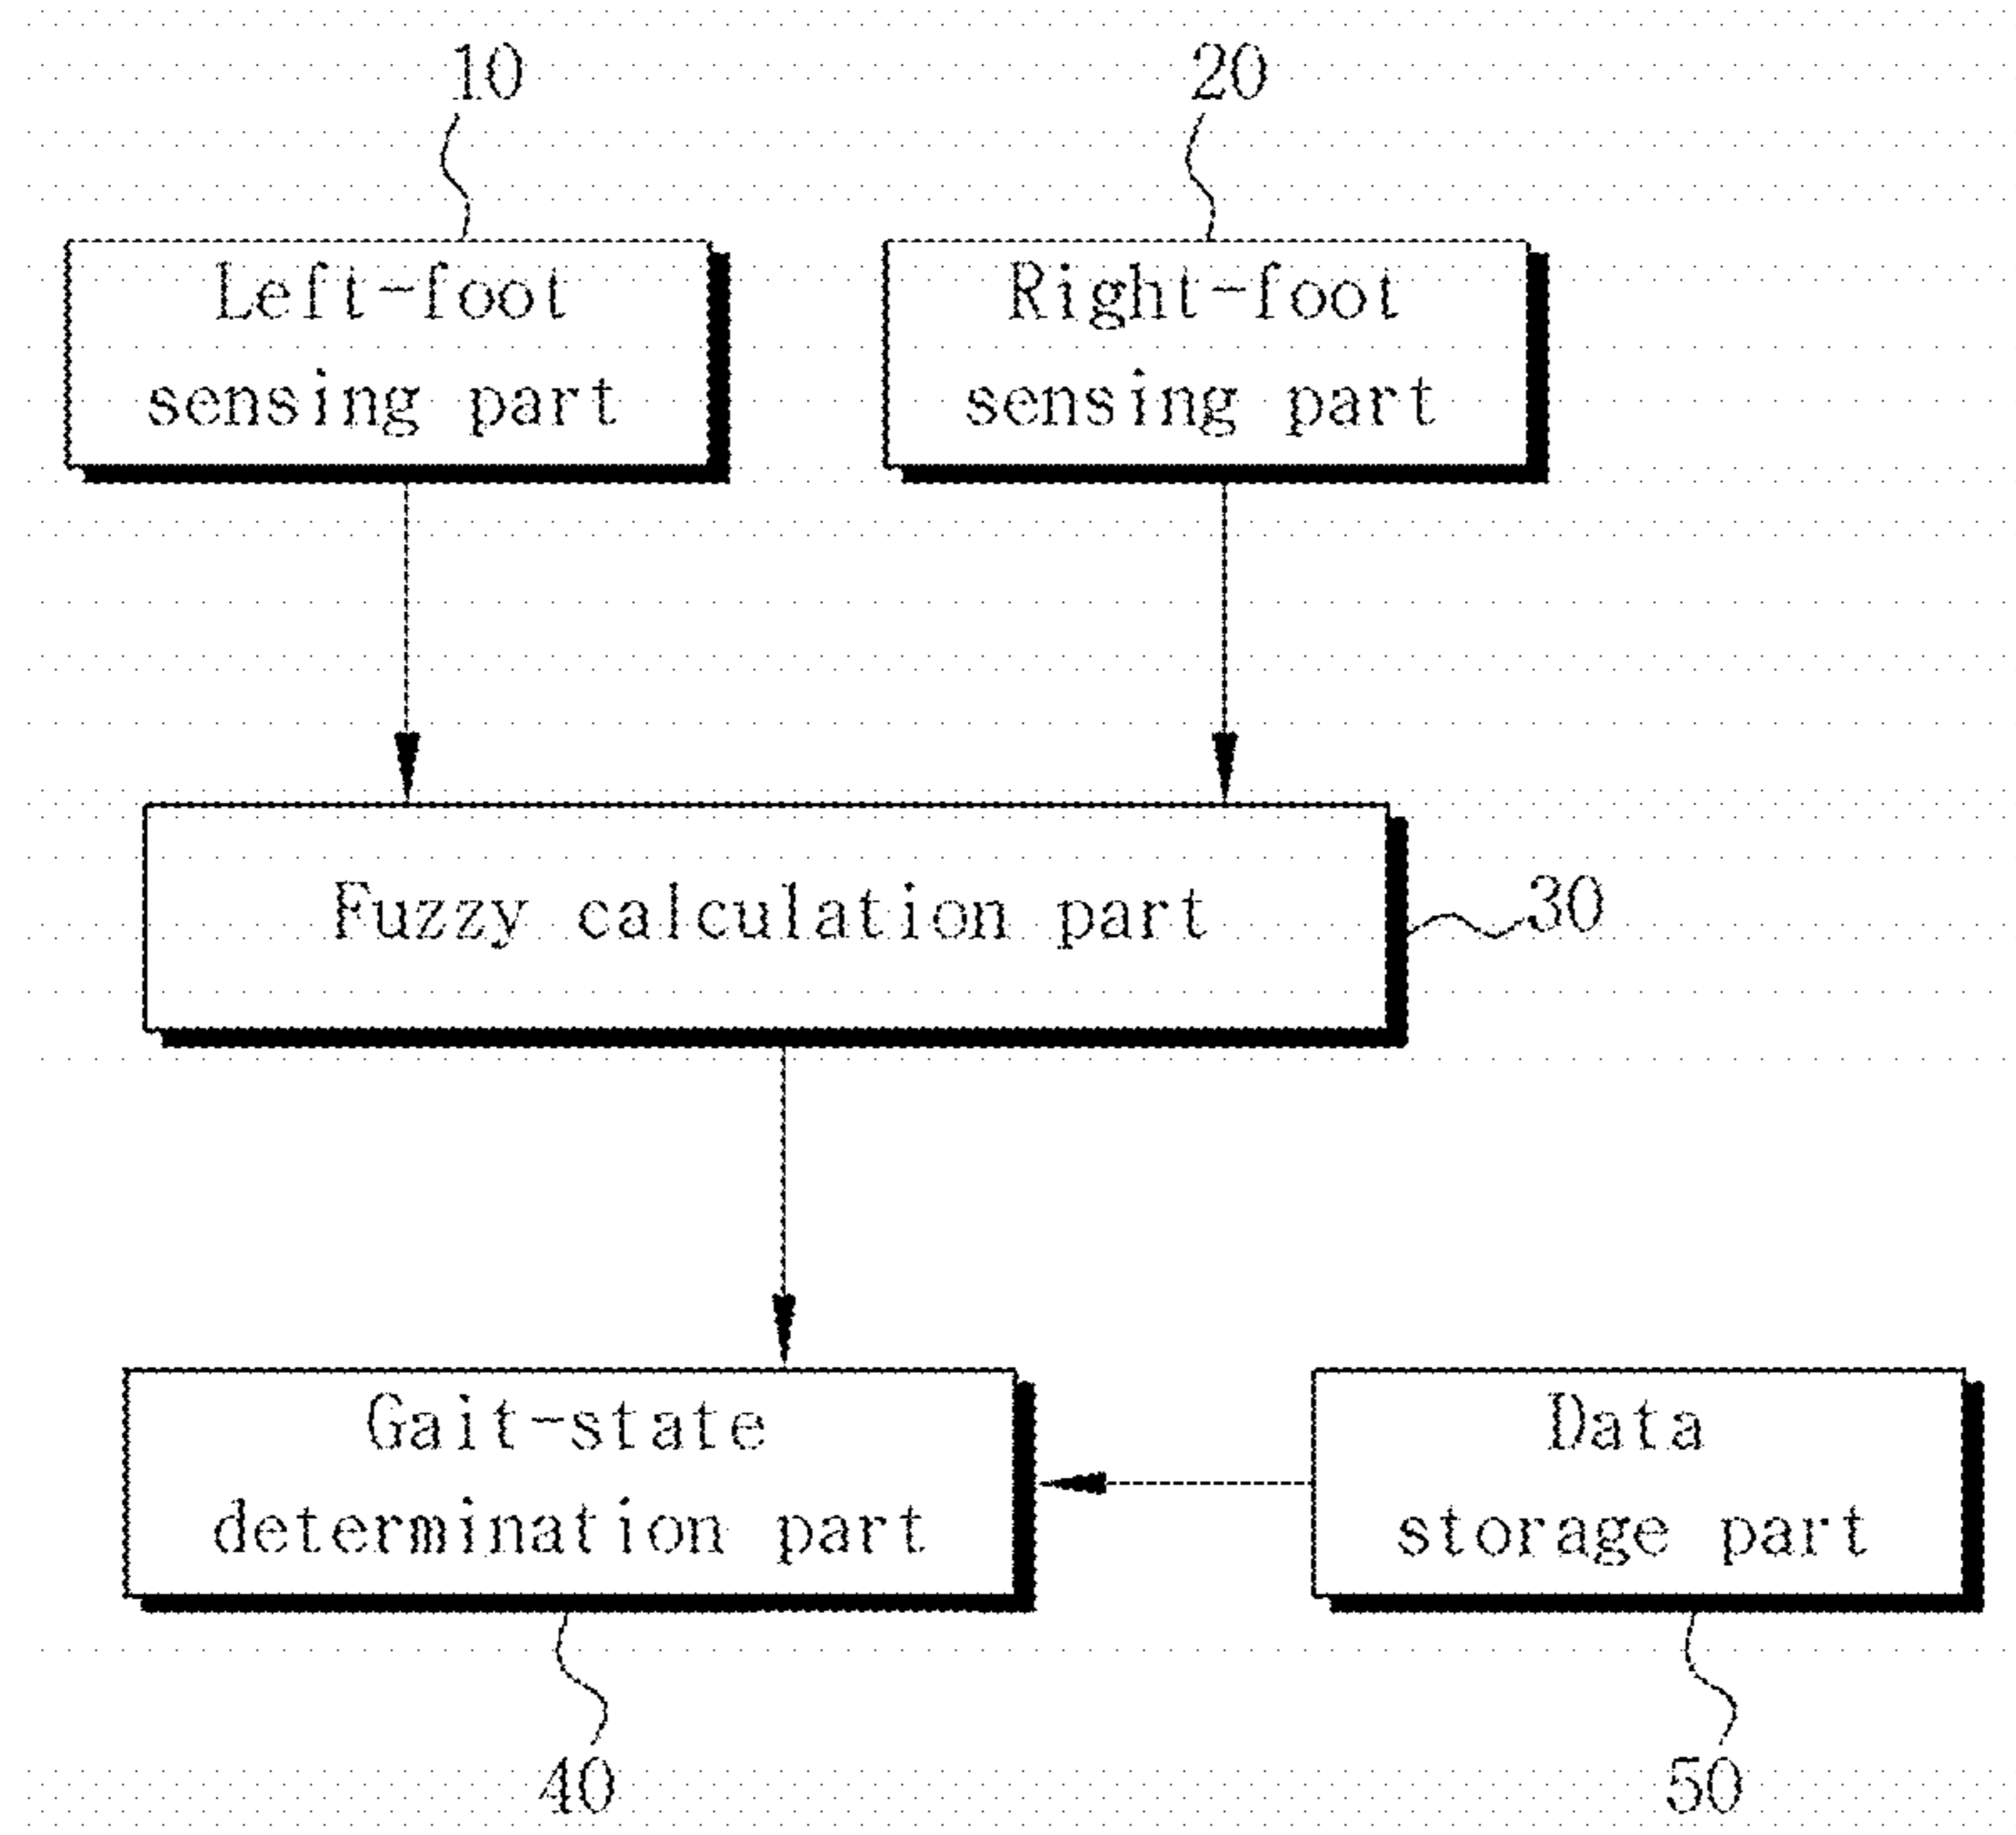 10
20
Left-foot
sensing part
Right-foot
sensing part
Fuzzy calculation part
30
Gait-state
determination part
Data
storage part
40
50